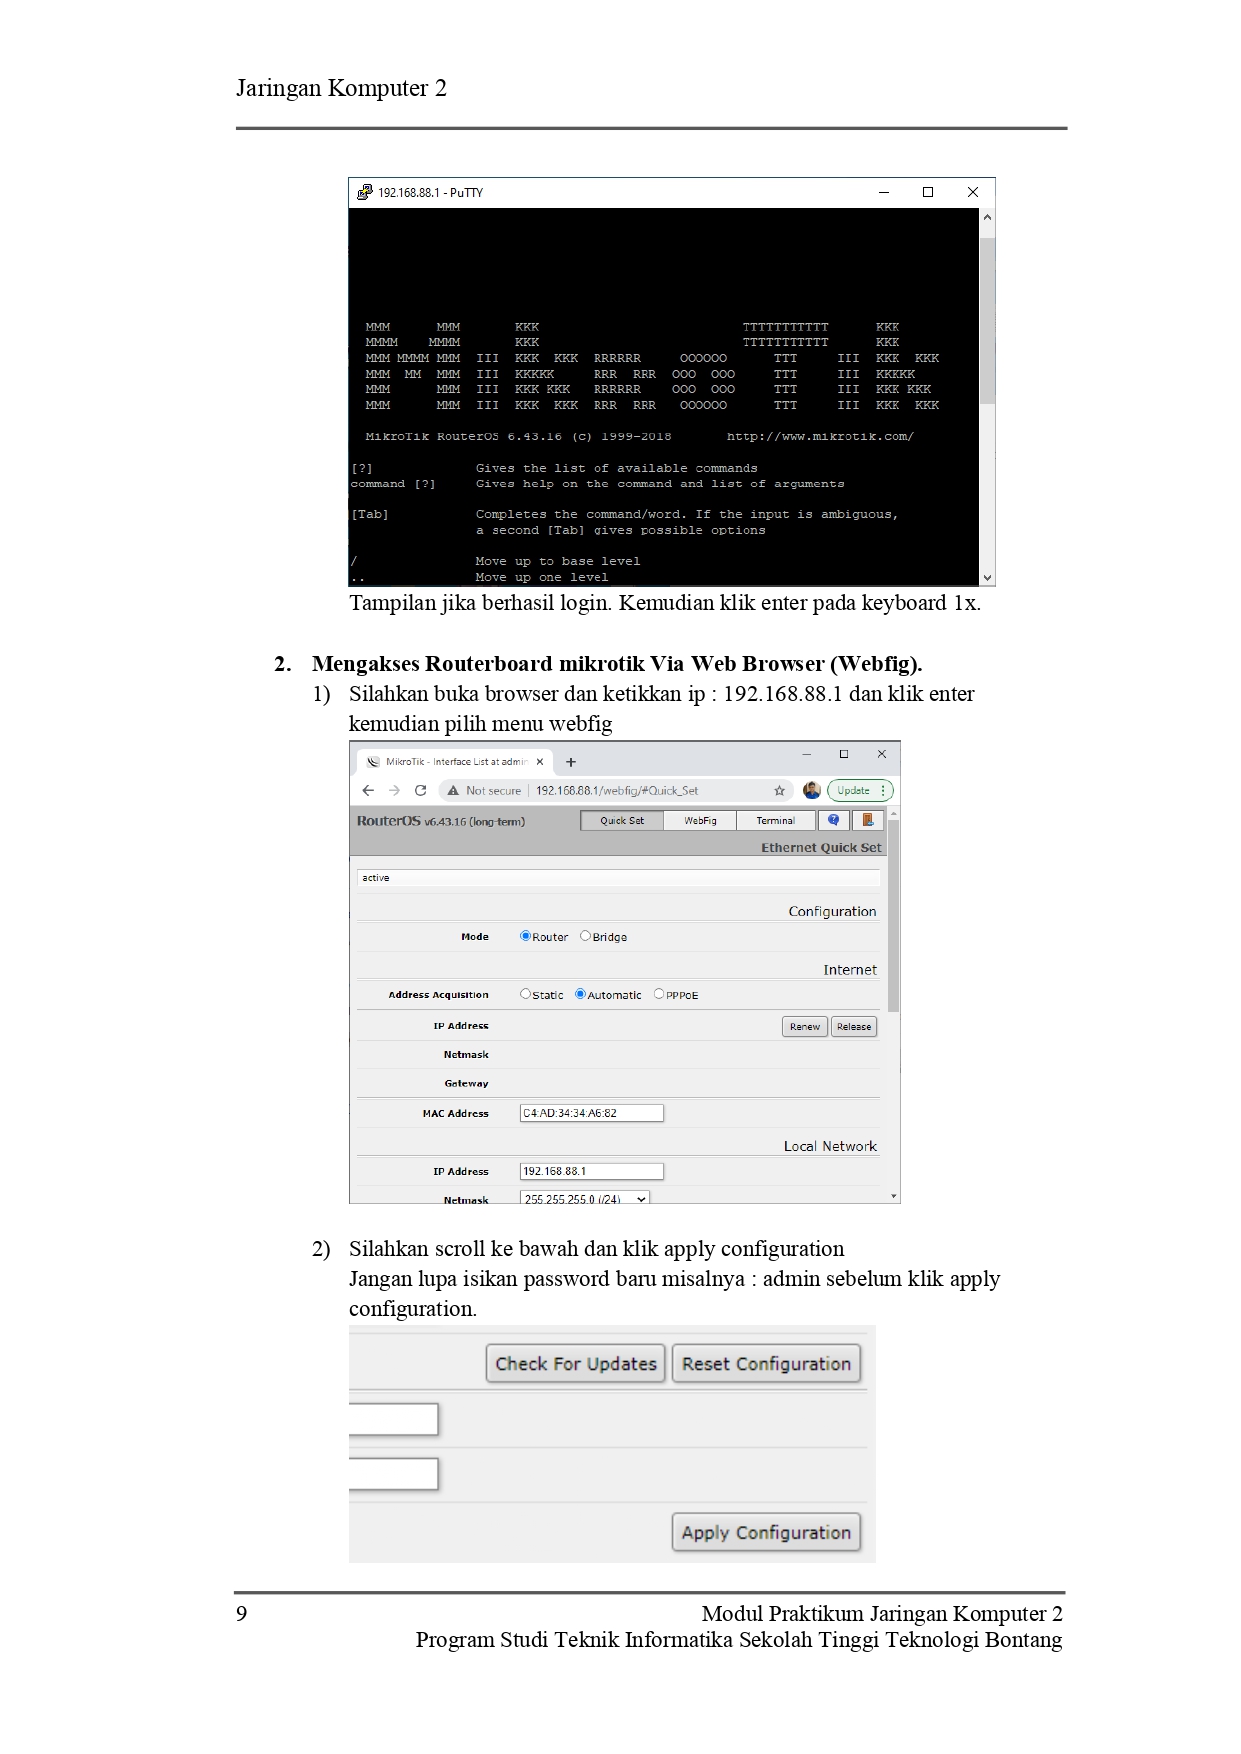 Jaringan Komputer 2
192.168.88.1 - PuTTY
MMM      MMM       KKK                          TTTTTTTTTTT      KKK
MMMM    MMMM       KKK                          TTTTTTTTTTT      KKK
MMM MMMM MMM  III  KKK  KKK  RRRRRR     OOOOOO      TTT     III  KKK  KKK
MMM  MM  MMM  III  KKKKK     RRR  RRR  OOO  OOO     TTT     III  KKKKK
MMM      MMM  III  KKK KKK   RRRRRR    OOO  OOO     TTT     III  KKK KKK
MMM      MMM  III  KKK  KKK  RRR  RRR   OOOOOO      TTT     III  KKK  KKK
MikroTik RouterOS 6.43.16 (c) 1999-2018       http://www.mikrotik.com/
[?]             Gives the list of available commands
command [?]     Gives help on the command and list of arguments
[Tab]           Completes the command/word. If the input is ambiguous,
a second [Tab] gives possible options
/               Move up to base level
..              Move up one level
Tampilan jika berhasil login. Kemudian klik enter pada keyboard 1x.
2. Mengakses Routerboard mikrotik Via Web Browser (Webfig).
1) Silahkan buka browser dan ketikkan ip : 192.168.88.1 dan klik enter
kemudian pilih menu webfig
MikroTik - Interface List at admin
Not secure | 192.168.88.1/webfig/#Quick_Set Update
RouterOS v6.43.16 (long-term) Quick Set WebFig Terminal
Ethernet Quick Set
active
Configuration
Mode Router Bridge
Internet
Address Acquisition Static Automatic PPPoE
IP Address Renew Release
Netmask
Gateway
MAC Address C4:AD:34:34:A6:82
Local Network
IP Address 192.168.88.1
Netmask 255.255.255.0 (/24)
2) Silahkan scroll ke bawah dan klik apply configuration
Jangan lupa isikan password baru misalnya : admin sebelum klik apply
configuration.
Check For Updates Reset Configuration
Apply Configuration
9 Modul Praktikum Jaringan Komputer 2
Program Studi Teknik Informatika Sekolah Tinggi Teknologi Bontang